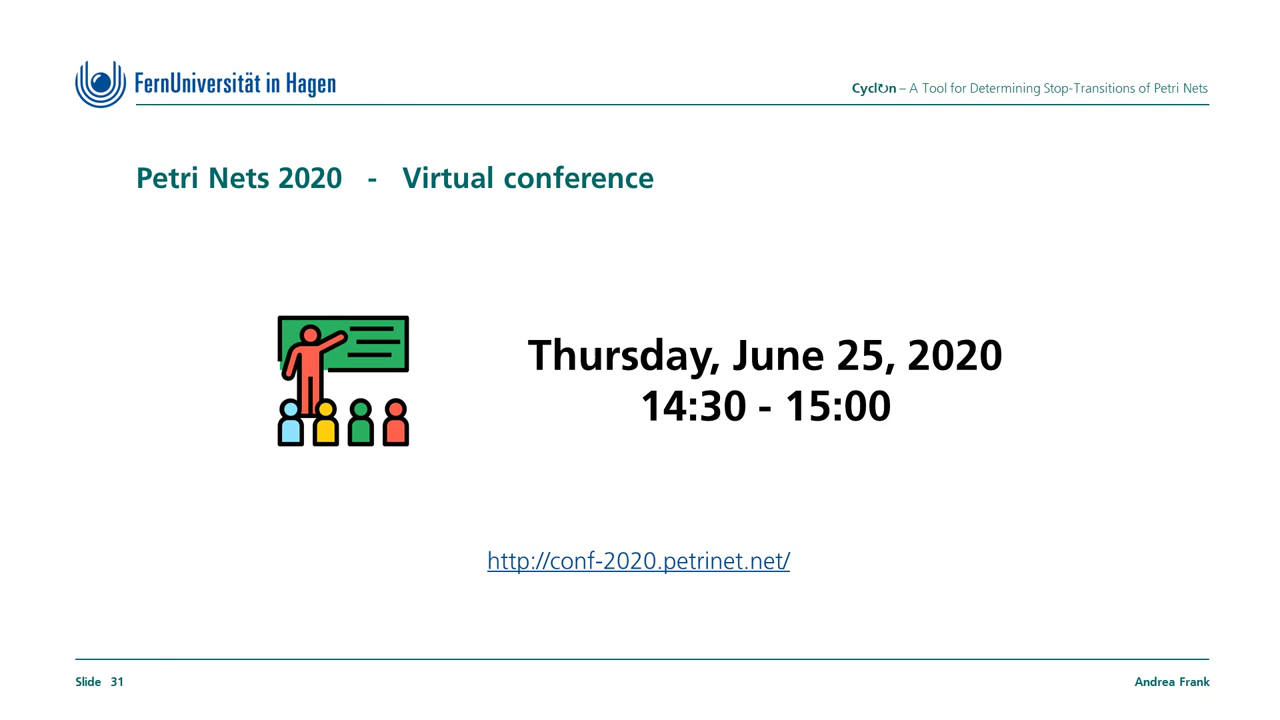 FernUniversität in Hagen
Cycl↻n – A Tool for Determining Stop-Transitions of Petri Nets
Petri Nets 2020 - Virtual conference
Thursday, June 25, 2020
14:30 - 15:00
http://conf-2020.petrinet.net/
Slide 31
Andrea Frank